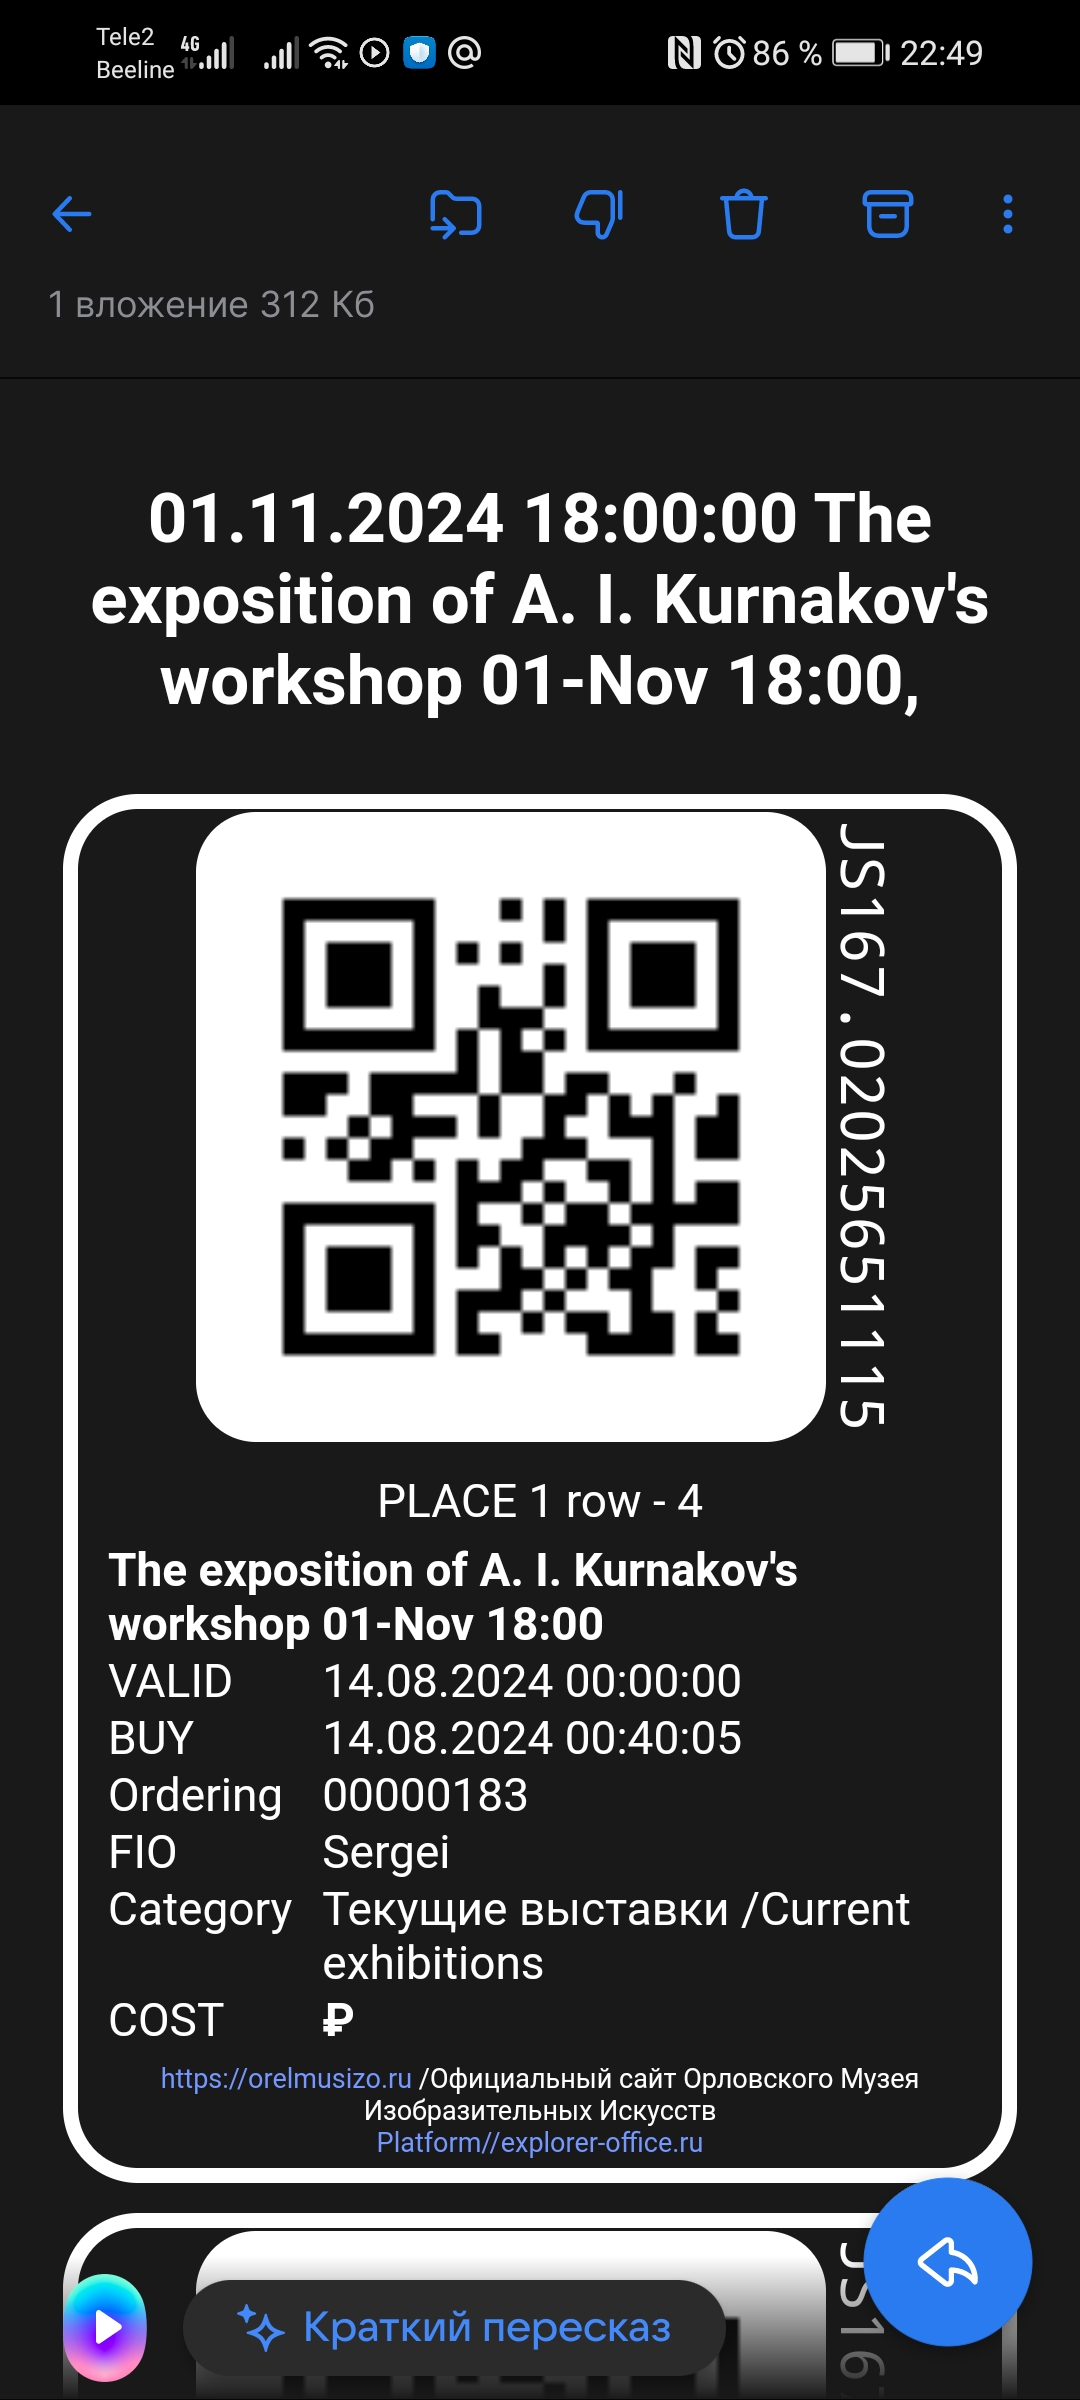 Tele2
Beeline
4G
86 %
22:49
1 вложение 312 Кб
01.11.2024 18:00:00 The
exposition of A. I. Kurnakov's
workshop 01-Nov 18:00,
JS167.02025651115
PLACE 1 row - 4
The exposition of A. I. Kurnakov's
workshop 01-Nov 18:00
VALID 14.08.2024 00:00:00
BUY 14.08.2024 00:40:05
Ordering 00000183
FIO Sergei
Category Текущие выставки /Current
exhibitions
COST ₽
https://orelmusizo.ru /Официальный сайт Орловского Музея
Изобразительных Искусств
Platform//explorer-office.ru
JS16
Краткий пересказ